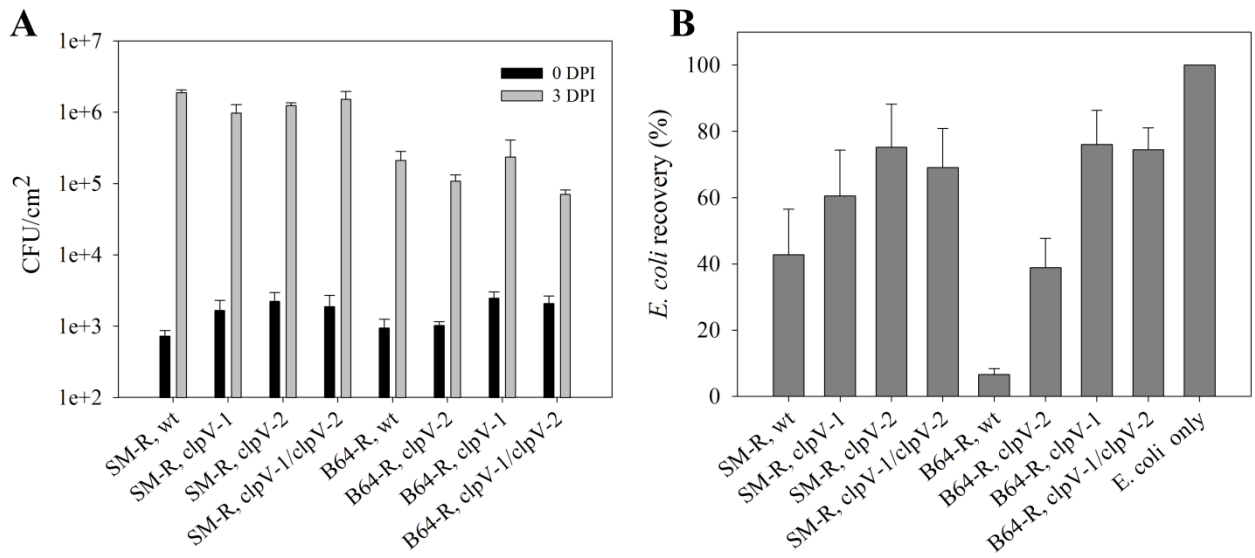 A
CFU/cm²
1e+7
1e+6
1e+5
1e+4
1e+3
1e+2
0 DPI
3 DPI
SM-R, wt
SM-R, clpV-1
SM-R, clpV-2
SM-R, clpV-1/clpV-2
B64-R, wt
B64-R, clpV-2
B64-R, clpV-1
B64-R, clpV-1/clpV-2
B
E. coli recovery (%)
100
80
60
40
20
0
SM-R, wt
SM-R, clpV-1
SM-R, clpV-2
SM-R, clpV-1/clpV-2
B64-R, wt
B64-R, clpV-2
B64-R, clpV-1
B64-R, clpV-1/clpV-2
E. coli only